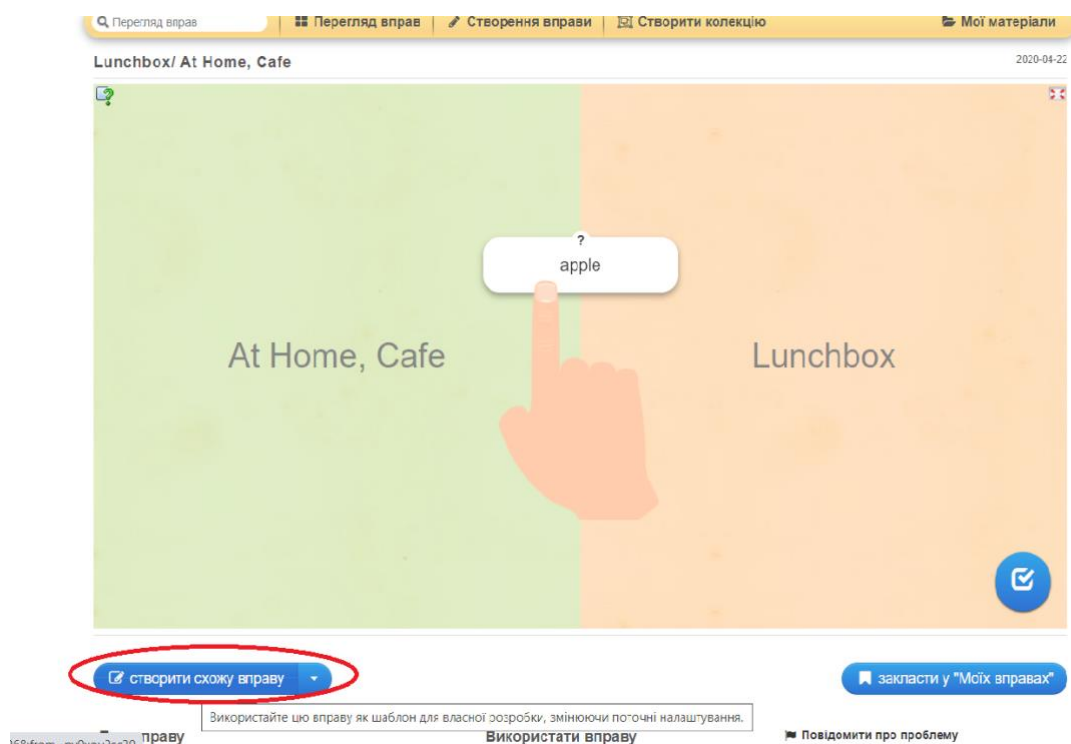 Перегляд вправ Перегляд вправ Створення вправи Створити колекцію Мої матеріали
Lunchbox/ At Home, Cafe 2020-04-22
?
apple
At Home, Cafe Lunchbox
створити схожу вправу закласти у "Моїх вправах"
Використайте цю вправу як шаблон для власної розробки, змінюючи поточні налаштування.
праву Використати вправу Повідомити про проблему